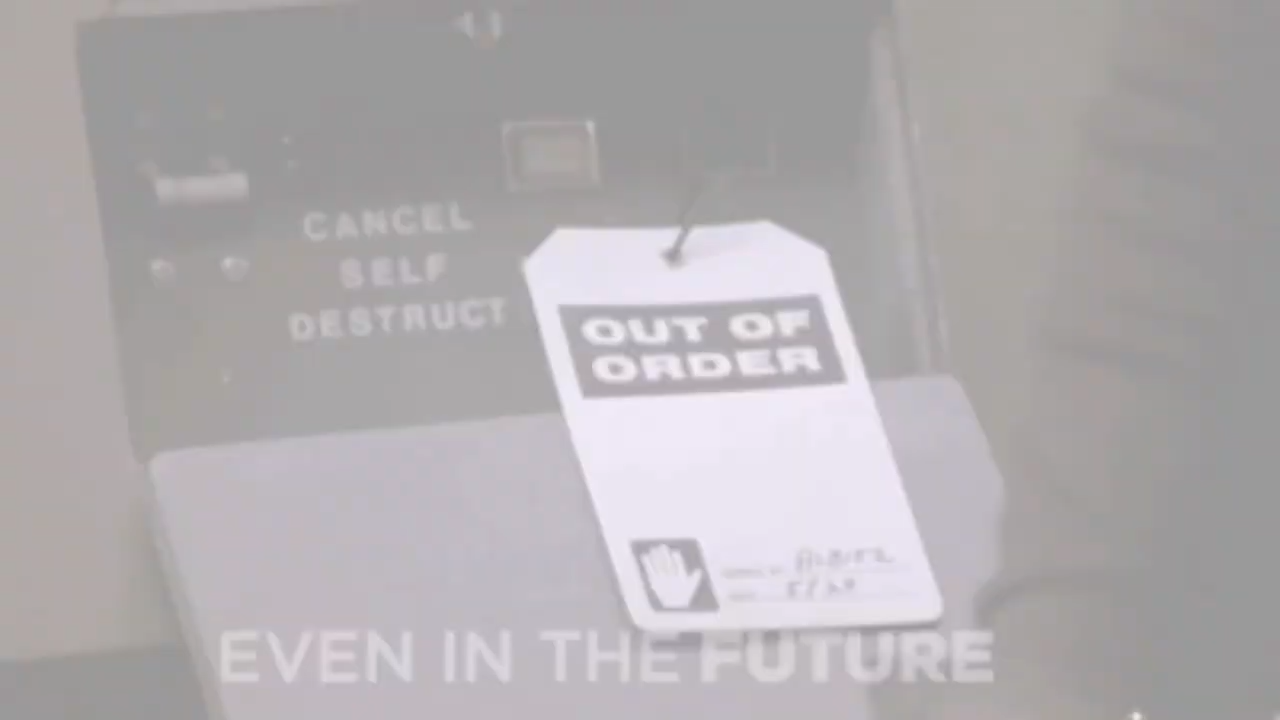 CANCEL
SELF
DESTRUCT
OUT OF
ORDER
EVEN IN THE FUTURE